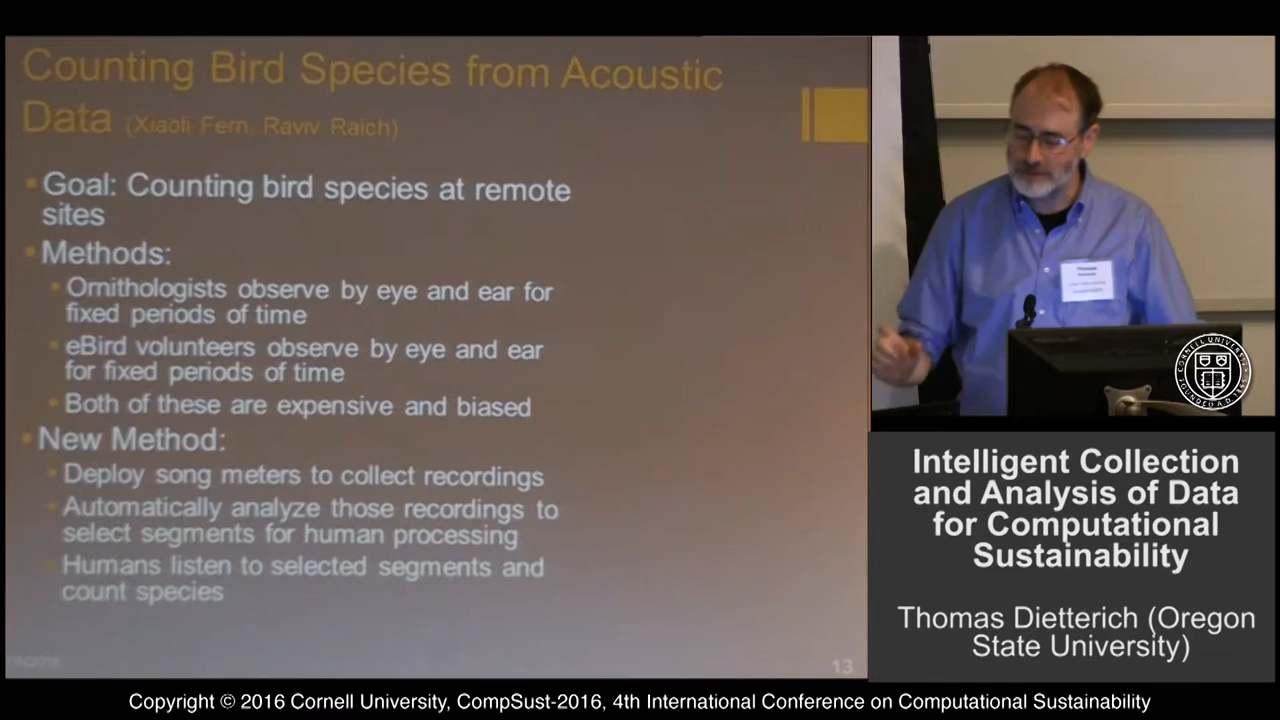 Counting Bird Species from Acoustic
Data (Xiaoli Fern, Raviv Raich)
Goal: Counting bird species at remote
sites
Methods:
Ornithologists observe by eye and ear for
fixed periods of time
eBird volunteers observe by eye and ear
for fixed periods of time
Both of these are expensive and biased
New Method:
Deploy song meters to collect recordings
Automatically analyze those recordings to
select segments for human processing
Humans listen to selected segments and
count species
13
Thomas
Intelligent Collection
and Analysis of Data
for Computational
Sustainability
Thomas Dietterich (Oregon
State University)
Copyright © 2016 Cornell University, CompSust-2016, 4th International Conference on Computational Sustainability